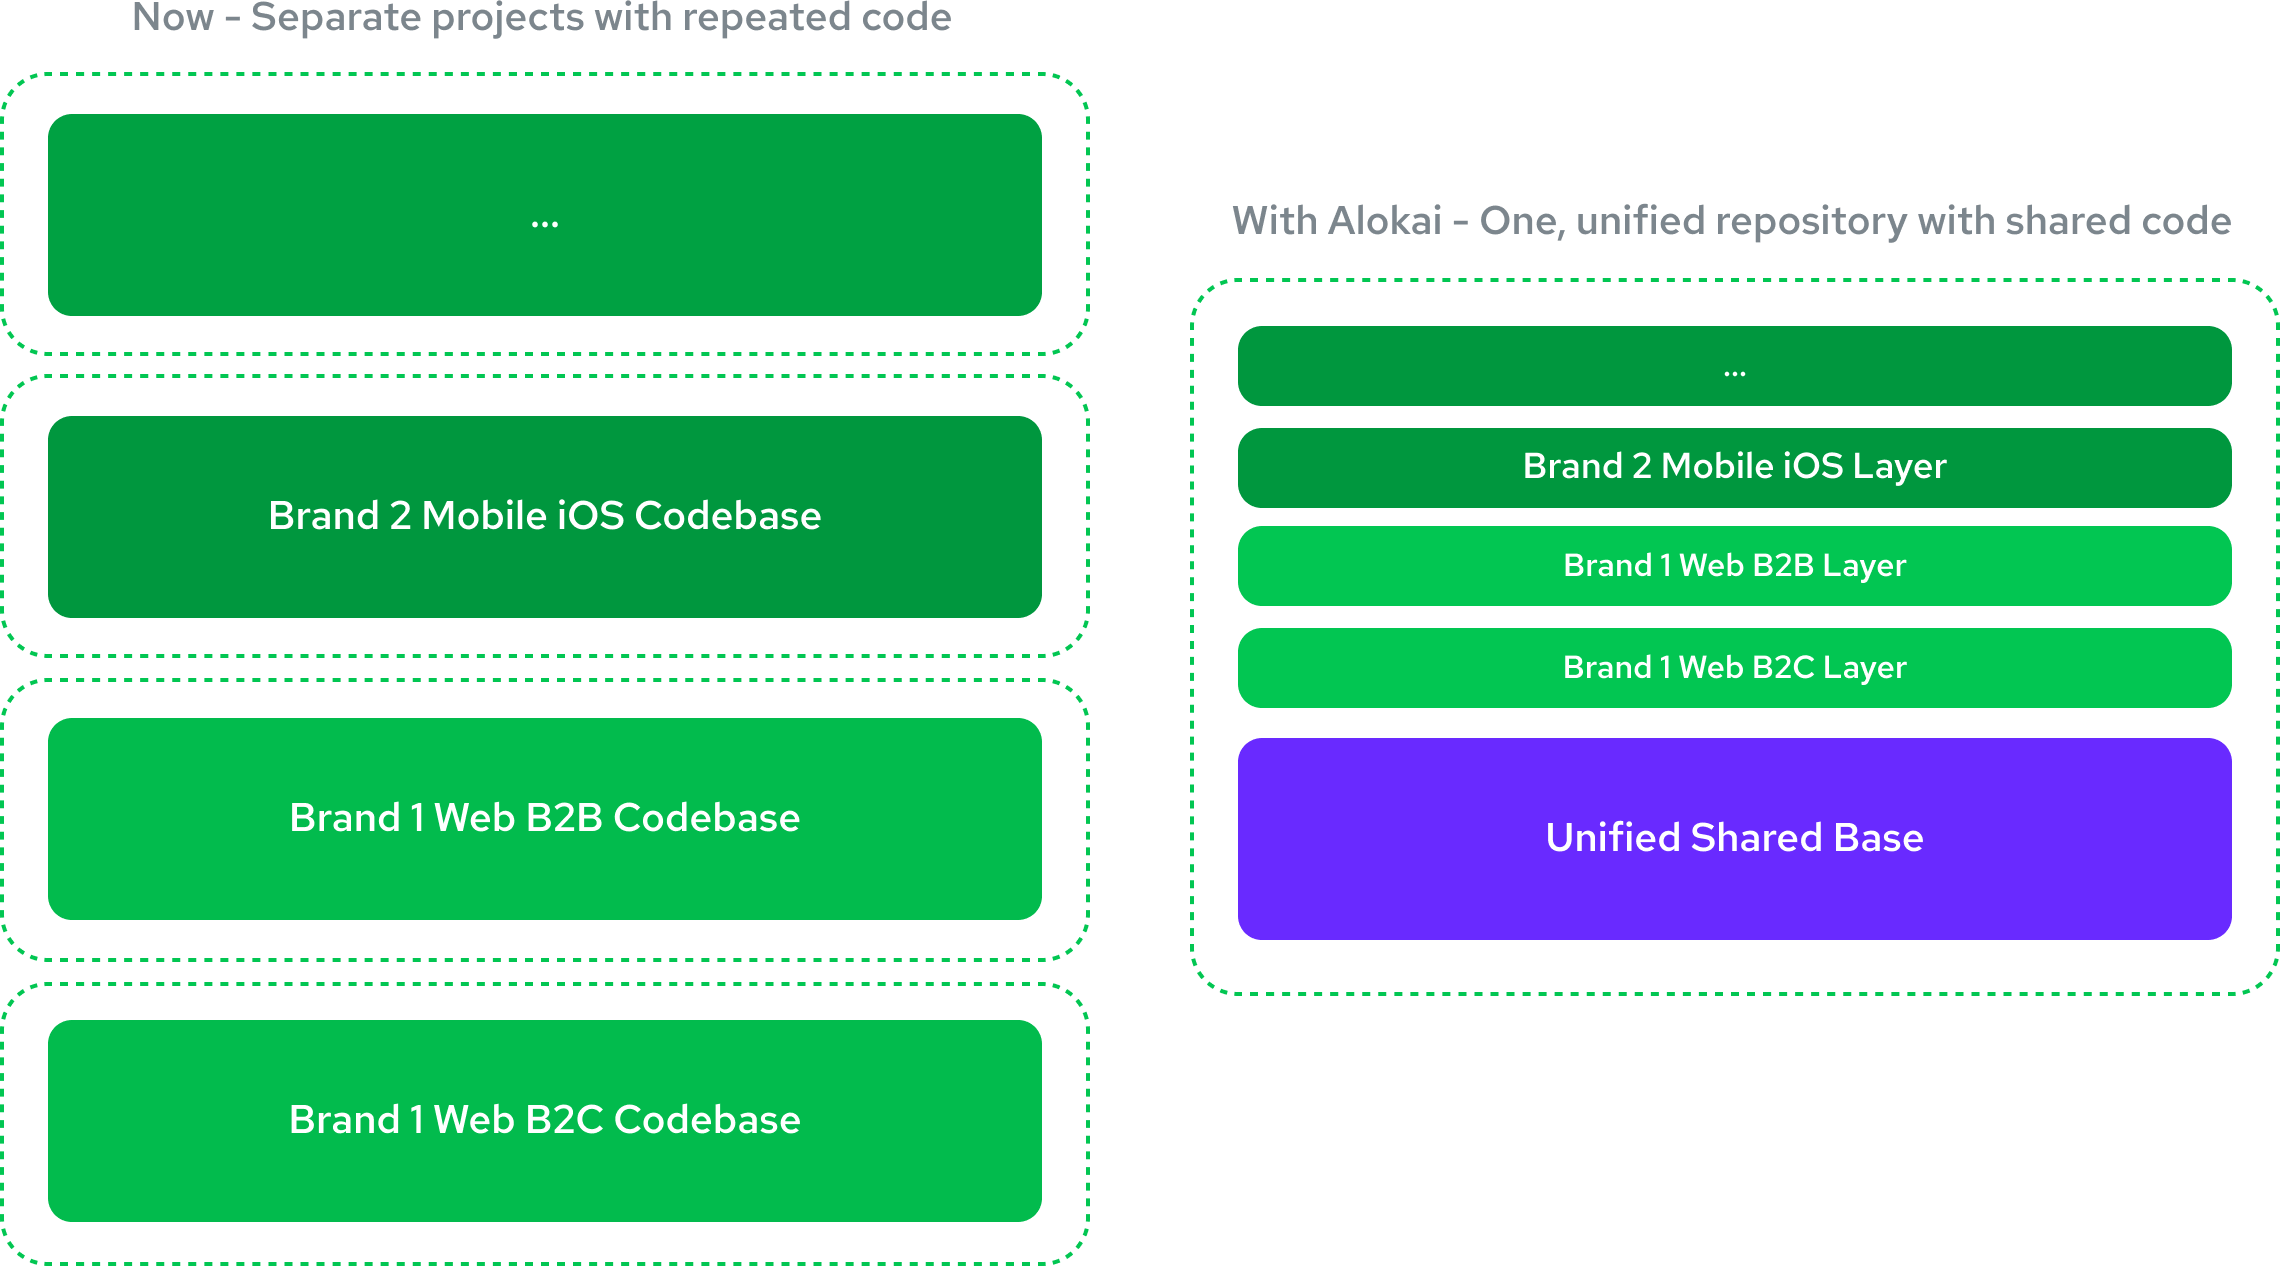 Now - Separate projects with repeated code
...
Brand 2 Mobile iOS Codebase
Brand 1 Web B2B Codebase
Brand 1 Web B2C Codebase
With Alokai - One, unified repository with shared code
...
Brand 2 Mobile iOS Layer
Brand 1 Web B2B Layer
Brand 1 Web B2C Layer
Unified Shared Base